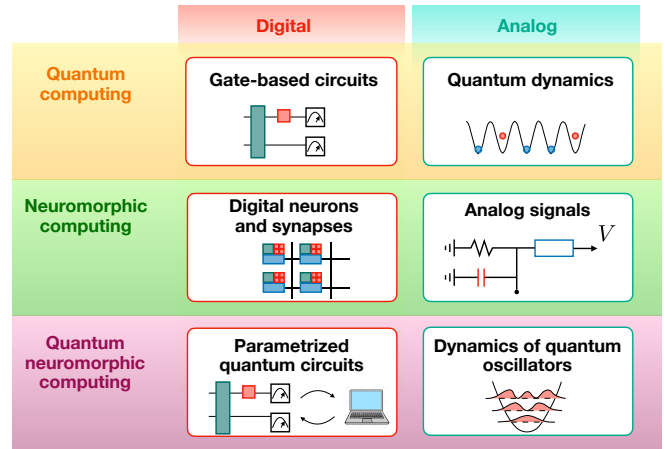 Digital
Analog
Quantum
computing
Gate-based circuits
Quantum dynamics
Neuromorphic
computing
Digital neurons
and synapses
Analog signals
V
Quantum
neuromorphic
computing
Parametrized
quantum circuits
Dynamics of quantum
oscillators